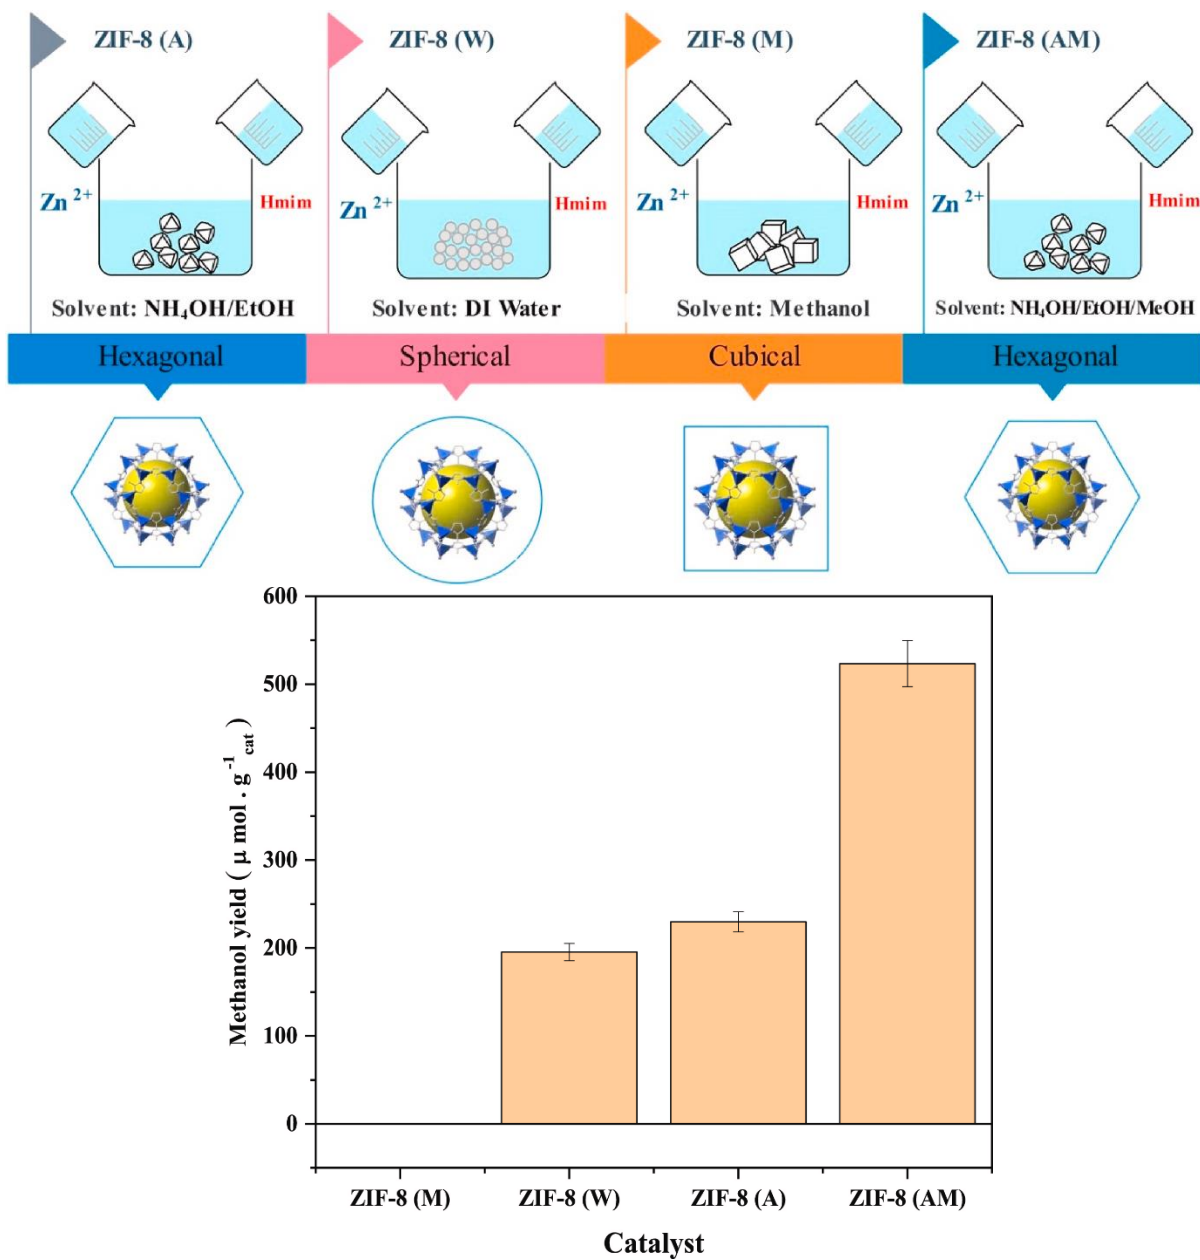 ZIF-8 (A)
ZIF-8 (W)
ZIF-8 (M)
ZIF-8 (AM)
Zn 2+
Hmim
Zn 2+
Hmim
Zn 2+
Hmim
Zn 2+
Hmim
Solvent: NH₄OH/EtOH
Solvent: DI Water
Solvent: Methanol
Solvent: NH₄OH/EtOH/MeOH
Hexagonal
Spherical
Cubical
Hexagonal
600
500
400
300
200
100
0
Methanol yield ( μ mol . g⁻¹cat )
ZIF-8 (M)
ZIF-8 (W)
ZIF-8 (A)
ZIF-8 (AM)
Catalyst